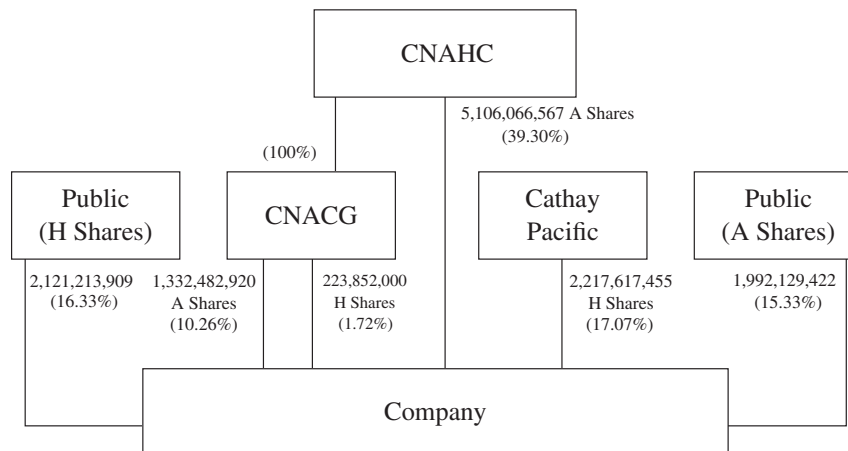 CNAHC
5,106,066,567 A Shares
(39.30%)
(100%)
Public
(H Shares)
CNACG
Cathay
Pacific
Public
(A Shares)
2,121,213,909
(16.33%)
1,332,482,920
A Shares
(10.26%)
223,852,000
H Shares
(1.72%)
2,217,617,455
H Shares
(17.07%)
1,992,129,422
(15.33%)
Company